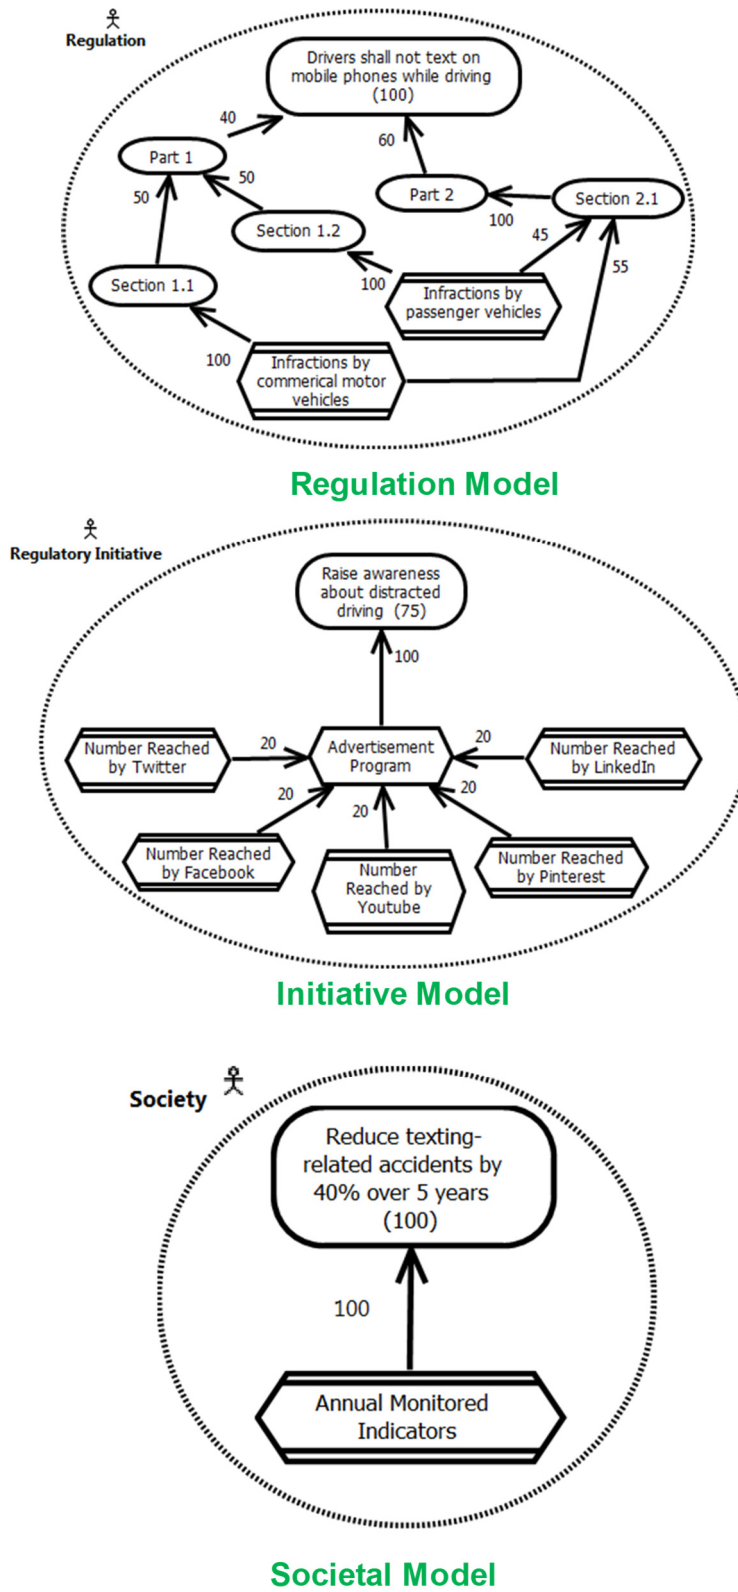 Regulation
Drivers shall not text on
mobile phones while driving
(100)
40
60
Part 1
50
50
Part 2
100
Section 2.1
Section 1.2
45
55
100
Section 1.1
Infractions by
passenger vehicles
100
Infractions by
commerical motor
vehicles
Regulation Model
Regulatory Initiative
Raise awareness
about distracted
driving (75)
100
Number Reached
by Twitter
20
Advertisement
Program
20
Number Reached
by LinkedIn
20
20
20
Number Reached
by Facebook
Number
Reached by
Youtube
Number Reached
by Pinterest
Initiative Model
Society
Reduce texting-
related accidents by
40% over 5 years
(100)
100
Annual Monitored
Indicators
Societal Model